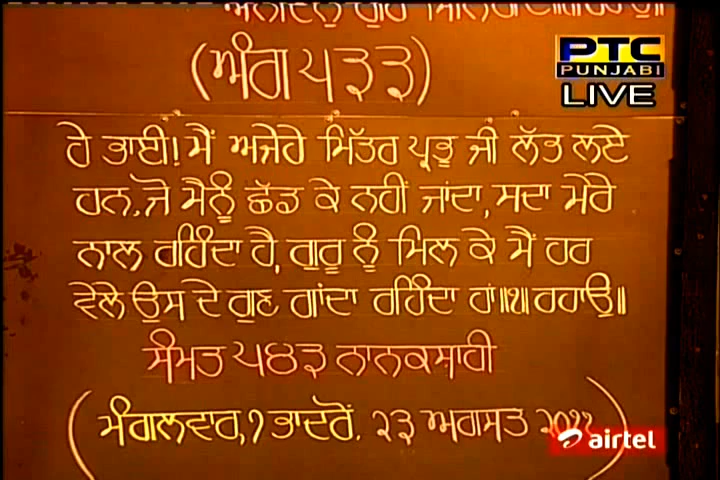 (ਅੰਗ ੫੩੩)
PTC
PUNJABI
LIVE
ਹੇ ਭਾਈ! ਮੈਂ ਅਜੇਹੇ ਮਿੱਤਰ ਪ੍ਰਭੂ ਜੀ ਲੱਭ ਲਏ
ਹਨ, ਜੋ ਮੈਨੂੰ ਛੱਡ ਕੇ ਨਹੀਂ ਜਾਂਦਾ, ਸਦਾ ਮੇਰੇ
ਨਾਲ ਰਹਿੰਦਾ ਹੈ, ਗੁਰੂ ਨੂੰ ਮਿਲ ਕੇ ਮੈਂ ਹਰ
ਵੇਲੇ ਉਸ ਦੇ ਗੁਣ ਗਾਂਦਾ ਰਹਿੰਦਾ ਹਾਂ॥੧॥ਰਹਾਉ॥
ਸੰਮਤ ੫੪੩ ਨਾਨਕਸ਼ਾਹੀ
(ਮੰਗਲਵਾਰ, ੭ ਭਾਦੋਂ. ੨੩ ਅਗਸਤ ੨੦੧੧)
airtel